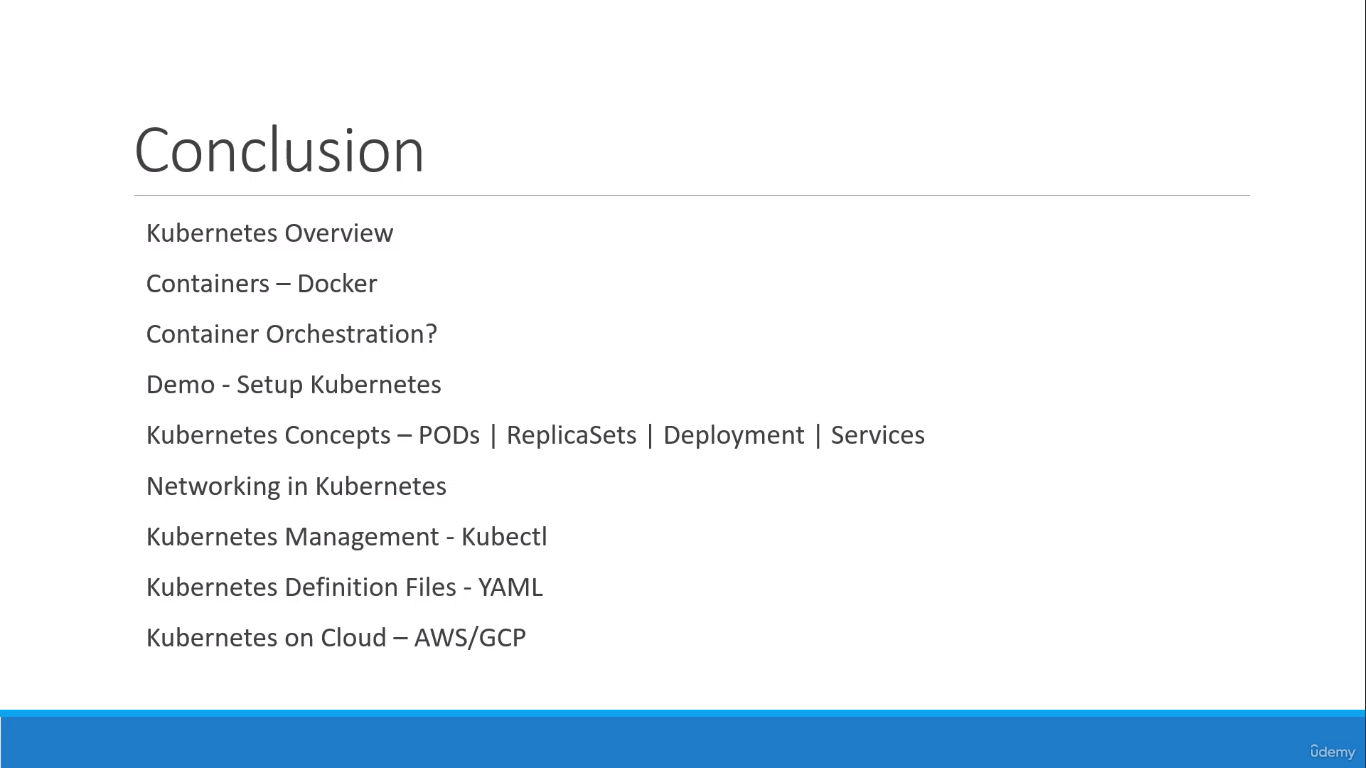 Conclusion
Kubernetes Overview
Containers – Docker
Container Orchestration?
Demo - Setup Kubernetes
Kubernetes Concepts – PODs | ReplicaSets | Deployment | Services
Networking in Kubernetes
Kubernetes Management - Kubectl
Kubernetes Definition Files - YAML
Kubernetes on Cloud – AWS/GCP
ûdemy